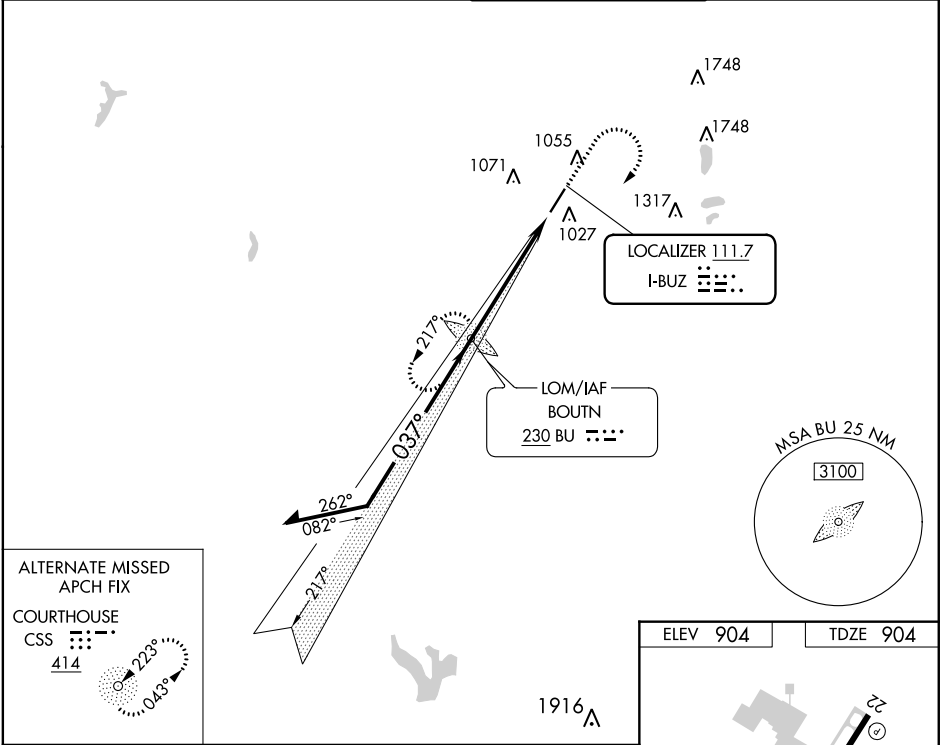 1748
1748
1055
1071
1317
1027
LOCALIZER 111.7
I-BUZ
217°
LOM/IAF
BOUTN
230 BU
037°
MSA BU 25 NM
3100
262°
082°
217°
ALTERNATE MISSED
APCH FIX
COURTHOUSE
CSS
414
223°
043°
ELEV 904
TDZE 904
1916
22
P